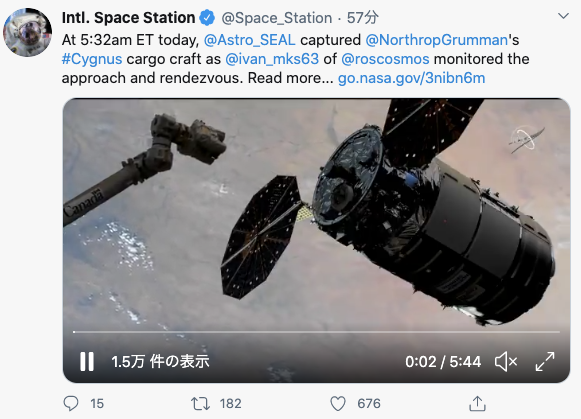 Intl. Space Station @Space_Station · 57分
At 5:32am ET today, @Astro_SEAL captured @NorthropGrumman's
#Cygnus cargo craft as @ivan_mks63 of @roscosmos monitored the
approach and rendezvous. Read more... go.nasa.gov/3nibn6m
Canada
1.5万 件の表示 0:02 / 5:44
15 182 676